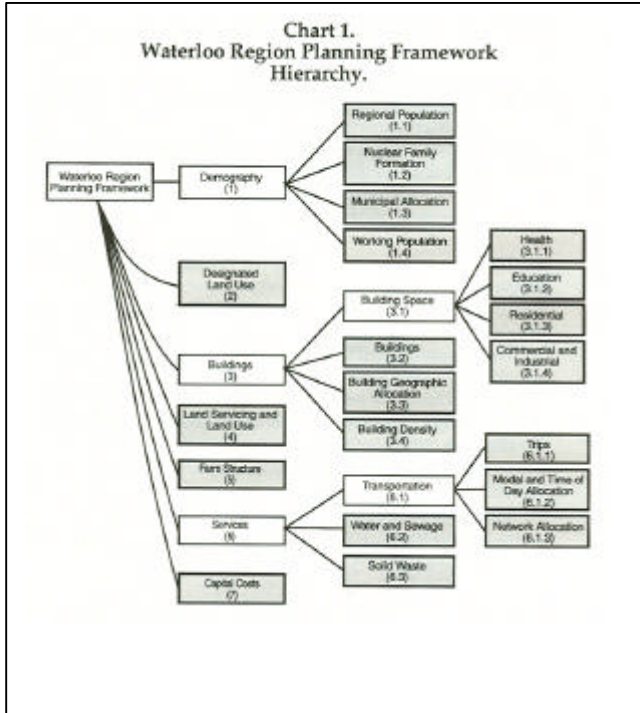 Chart 1.
Waterloo Region Planning Framework
Hierarchy.
Waterloo Region
Planning Framework
Demography
(1)
Regional Population
(1.1)
Nuclear Family
Formation
(1.2)
Municipal Allocation
(1.3)
Working Population
(1.4)
Designated
Land Use
(2)
Buildings
(3)
Building Space
(3.1)
Health
(3.1.1)
Education
(3.1.2)
Residential
(3.1.3)
Commercial and
Industrial
(3.1.4)
Buildings
(3.2)
Building Geographic
Allocation
(3.3)
Building Density
(3.4)
Land Servicing and
Land Use
(4)
Farm Structure
(5)
Services
(6)
Transportation
(6.1)
Trips
(6.1.1)
Modal and Time of
Day Allocation
(6.1.2)
Network Allocation
(6.1.3)
Water and Sewage
(6.2)
Solid Waste
(6.3)
Capital Costs
(7)